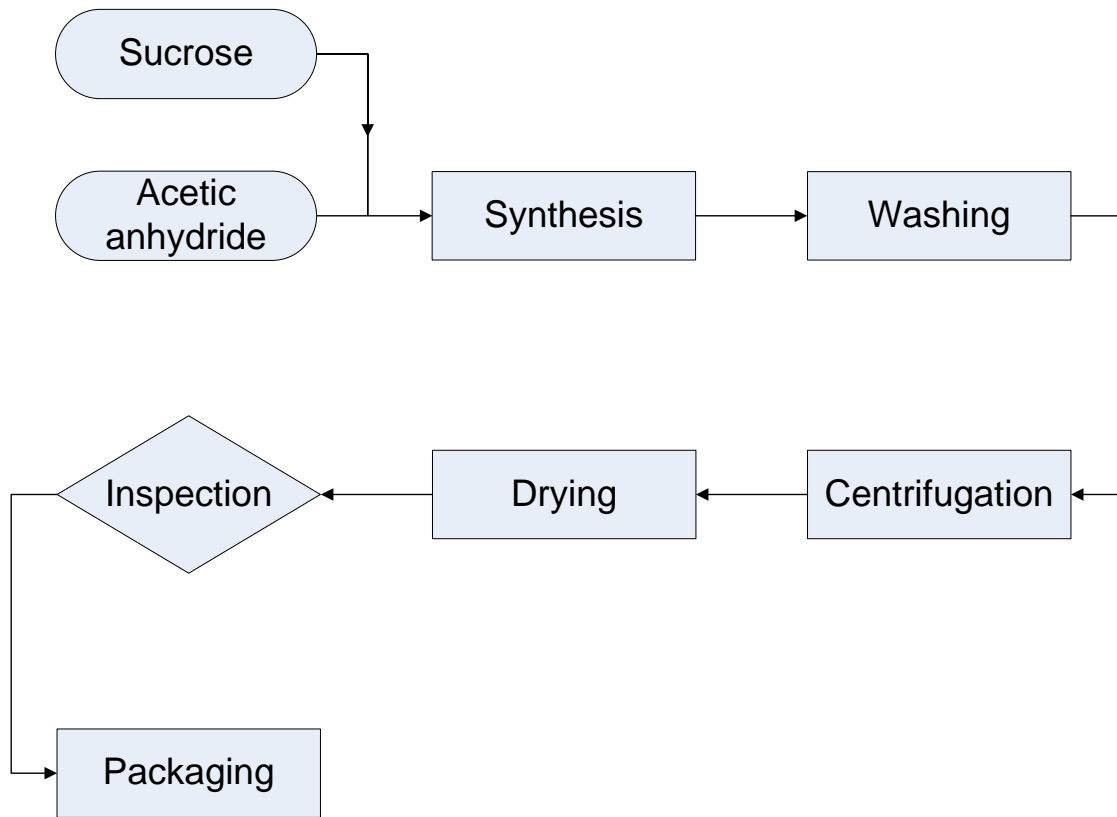 Sucrose
Acetic
anhydride
Synthesis
Washing
Inspection
Drying
Centrifugation
Packaging